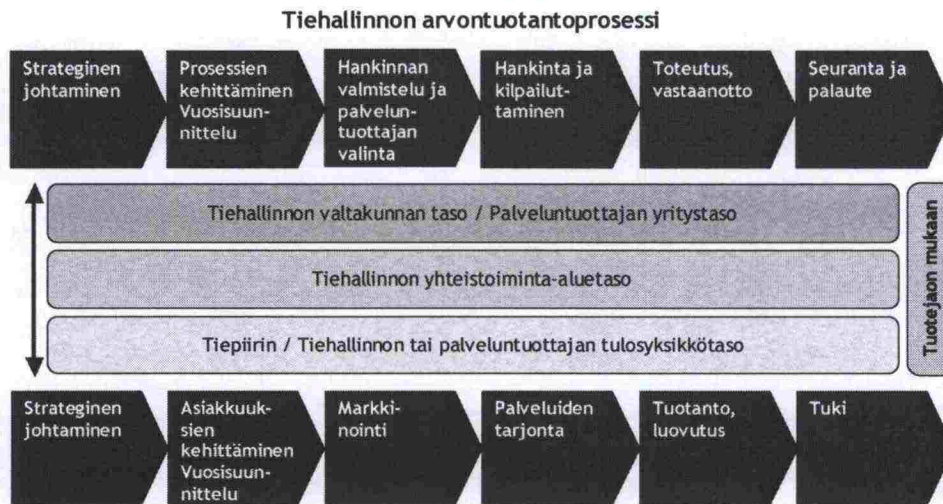 Tiehallinnon arvontuotantoprosessi
Strateginen
johtaminen
Prosessien
kehittäminen
Vuosisuun-
nittelu
Hankinnan
valmistelu ja
palvelun-
tuottajan
valinta
Hankinta ja
kilpailut-
taminen
Toteutus,
vastaanotto
Seuranta ja
palaute
Tiehallinnon valtakunnan taso / Palveluntuottajan yritystaso
Tiehallinnon yhteistoiminta-aluetaso
Tiepiirin / Tiehallinnon tai palveluntuottajan tulosyksikkötaso
Tuotejaon mukaan
Strateginen
johtaminen
Asiakkuuk-
sien
kehittäminen
Vuosisuun-
nittelu
Markki-
nointi
Palveluiden
tarjonta
Tuotanto,
luovutus
Tuki